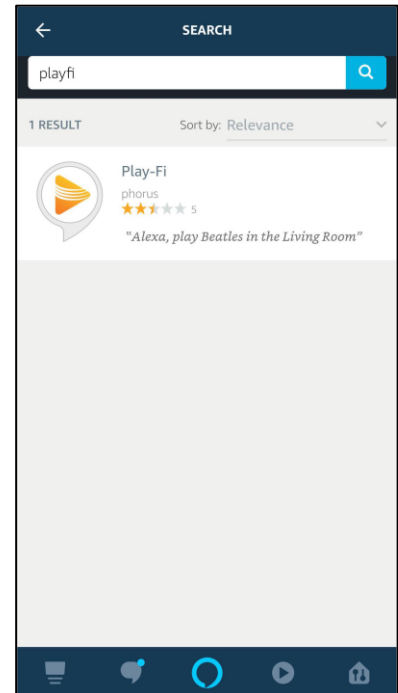 SEARCH
playfi
1 RESULT Sort by: Relevance
Play-Fi
phorus
5
"Alexa, play Beatles in the Living Room"